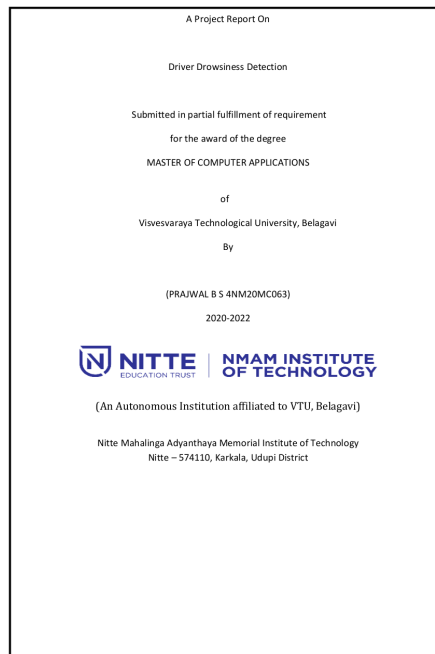 A Project Report On
Driver Drowsiness Detection
Submitted in partial fulfillment of requirement
for the award of the degree
MASTER OF COMPUTER APPLICATIONS
of
Visvesvaraya Technological University, Belagavi
By
(PRAJWAL B S 4NM20MC063)
2020-2022
NITTE
EDUCATION TRUST
NMAM INSTITUTE
OF TECHNOLOGY
(An Autonomous Institution affiliated to VTU, Belagavi)
Nitte Mahalinga Adyanthaya Memorial Institute of Technology
Nitte – 574110, Karkala, Udupi District